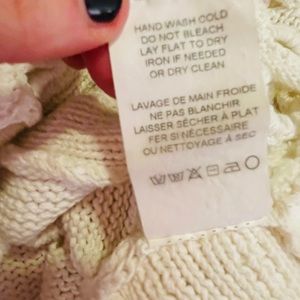 HAND WASH COLD
DO NOT BLEACH
LAY FLAT TO DRY
IRON IF NEEDED
OR DRY CLEAN
LAVAGE DE MAIN FROIDE
NE PAS BLANCHIR
LAISSER SÉCHER À PLAT
FER SI NÉCESSAIRE
OU NETTOYAGE À SEC